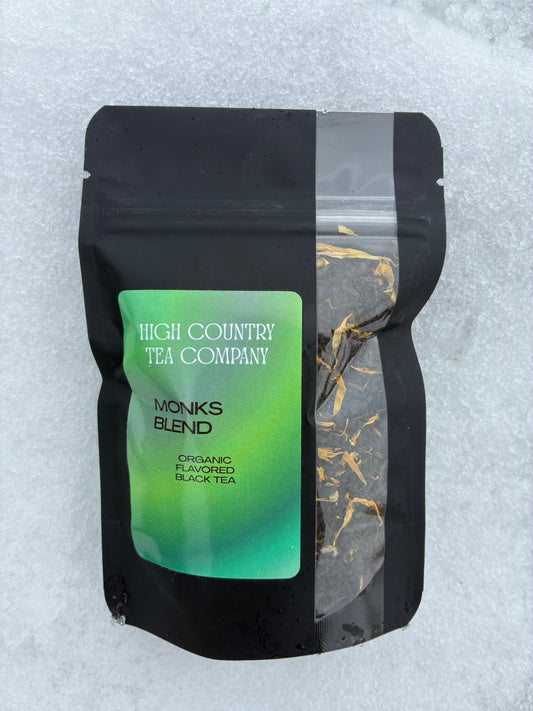 HIGH COUNTRY
TEA COMPANY
MONKS
BLEND
ORGANIC
FLAVORED
BLACK TEA